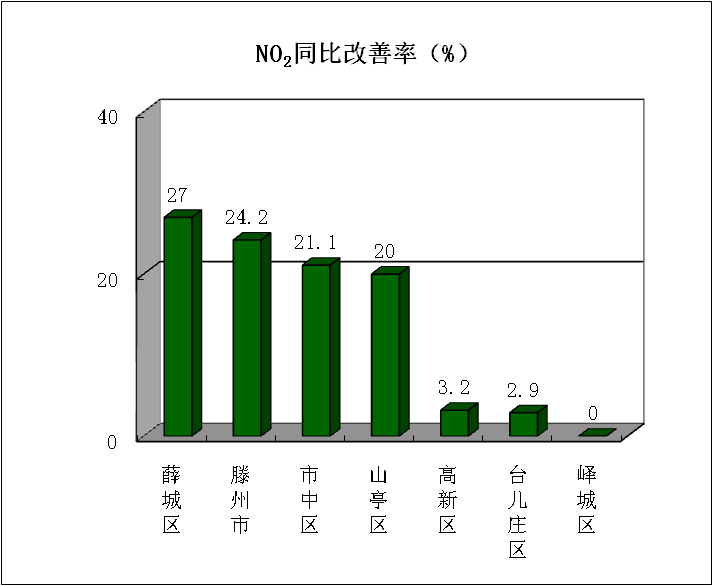 NO₂同比改善率（%）
40
20
0
27
24.2
21.1
20
3.2
2.9
0
薛城区
滕州市
市中区
山亭区
高新区
台儿庄区
峄城区